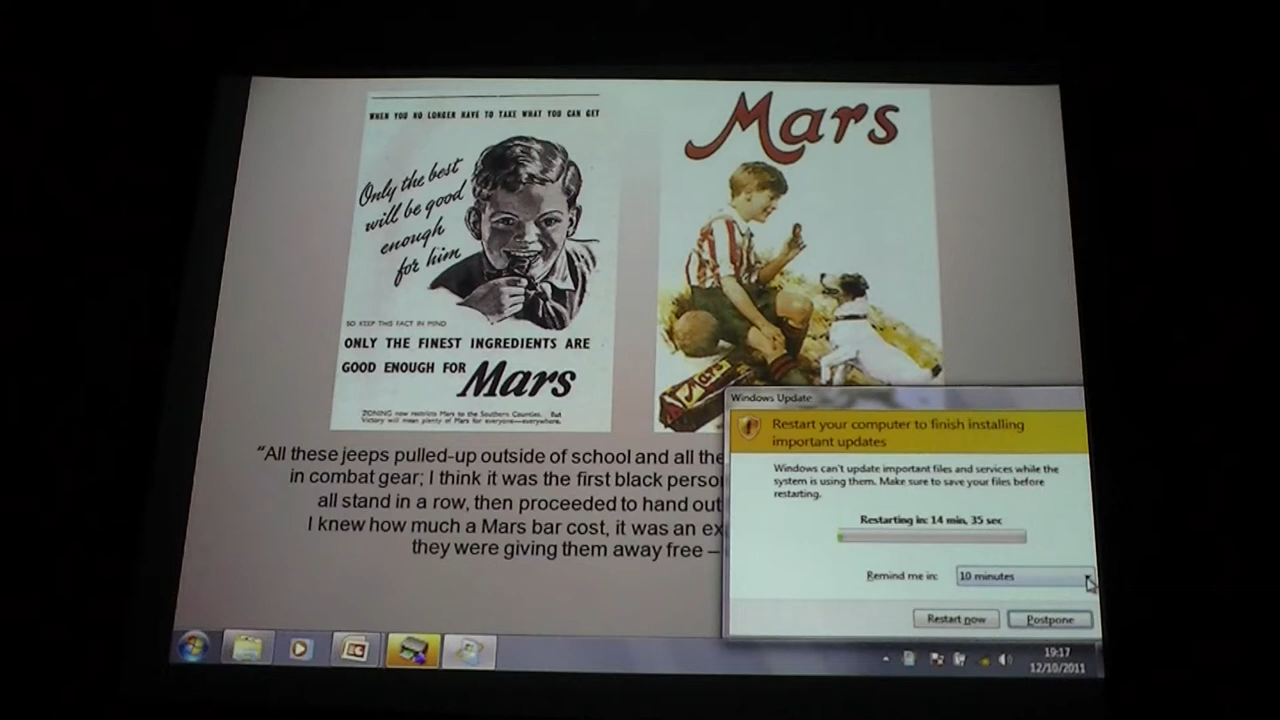 WHEN YOU NO LONGER HAVE TO TAKE WHAT YOU CAN GET
Only the best
will be good
enough
for him
SO KEEP THIS FACT IN MIND
ONLY THE FINEST INGREDIENTS ARE
GOOD ENOUGH FOR Mars
ZONING now restricts Mars to the Southern Counties. But
Victory will mean plenty of Mars for everyone—everywhere.
Mars
Mars
“All these jeeps pulled-up outside of school and all the
in combat gear; I think it was the first black perso
all stand in a row, then proceeded to hand out
I knew how much a Mars bar cost, it was an ex
they were giving them away free –
Windows Update
Restart your computer to finish installing
important updates
Windows can't update important files and services while the
system is using them. Make sure to save your files before
restarting.
Restarting in: 14 min, 35 sec
Remind me in:
10 minutes
Restart now
Postpone
19:17
12/10/2011